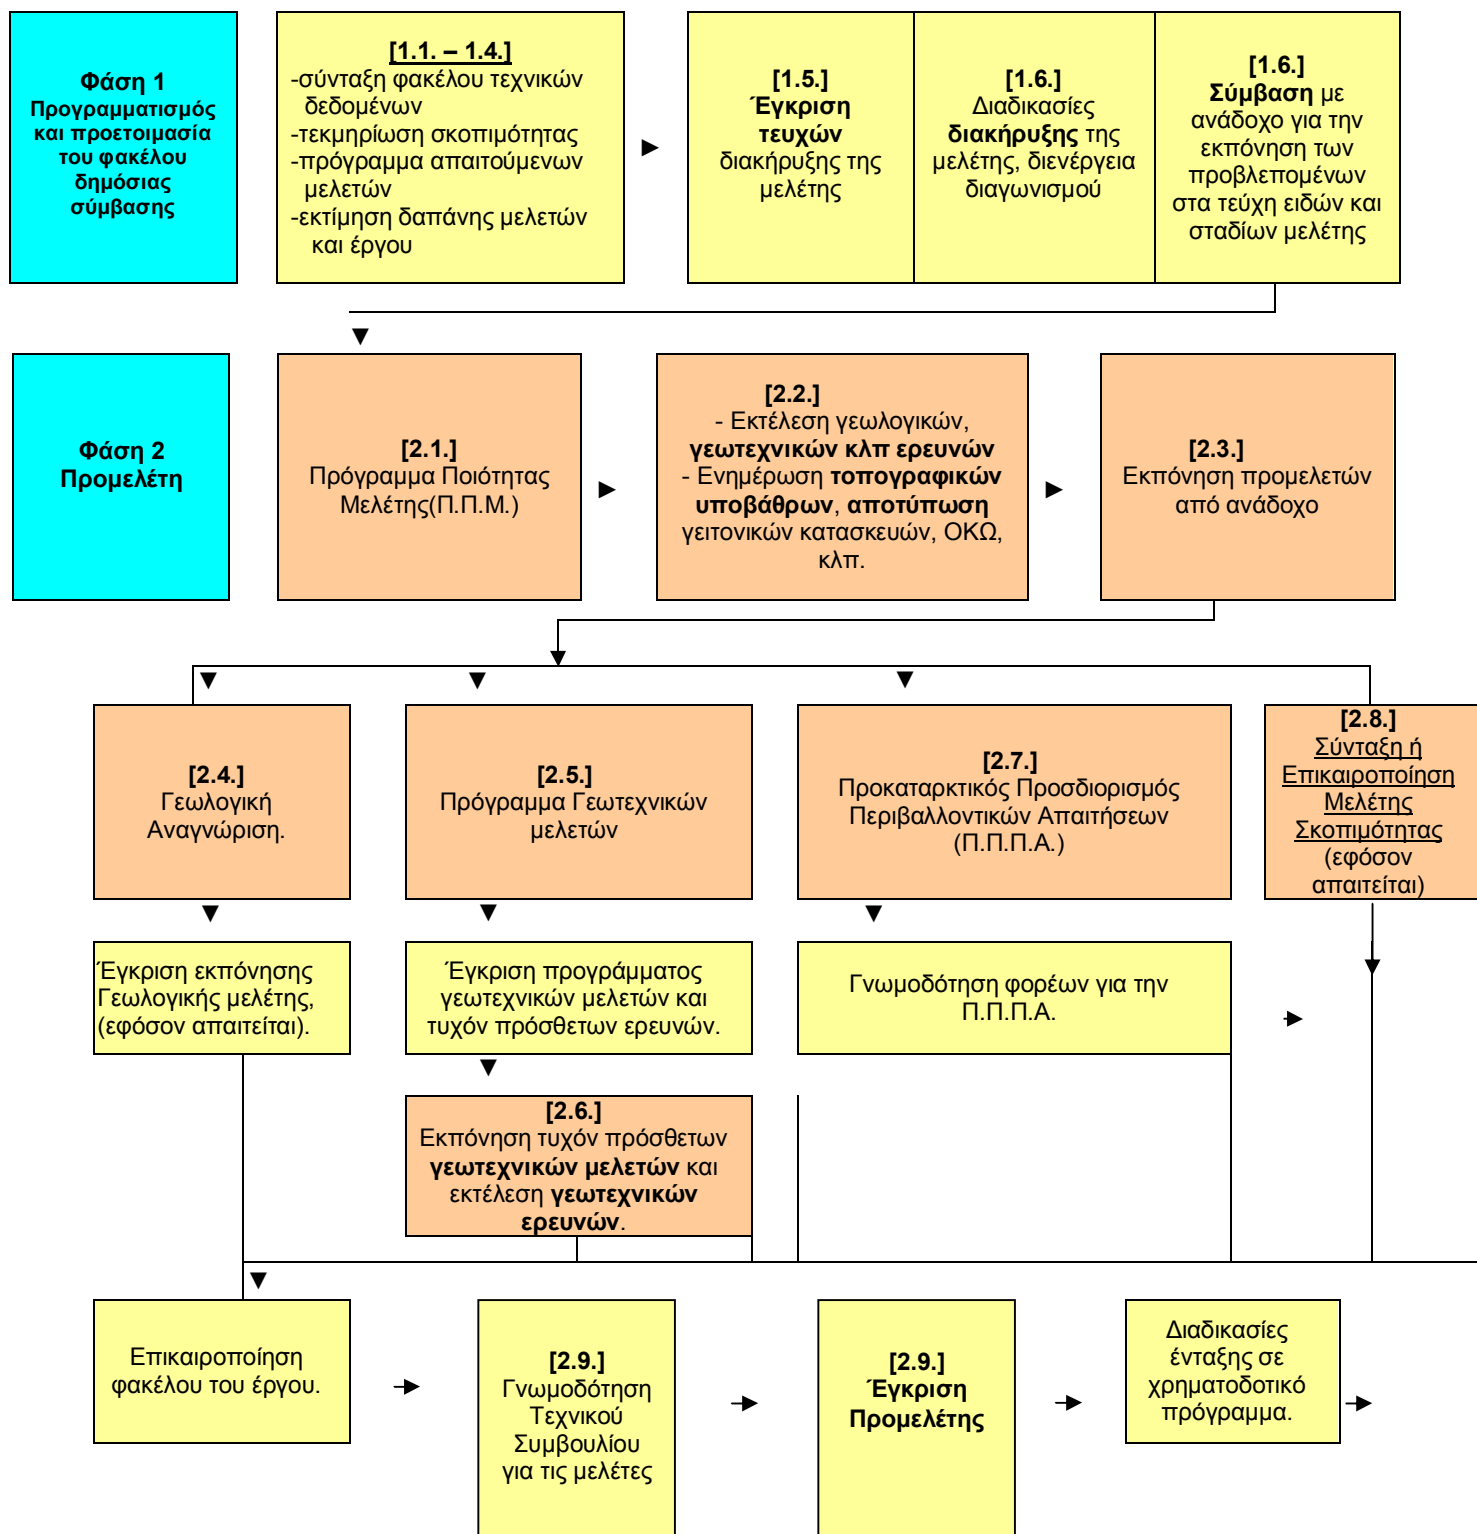 Φάση 1
Προγραμματισμός
και προετοιμασία
του φακέλου
δημόσιας
σύμβασης
[1.1. – 1.4.]
-σύνταξη φακέλου τεχνικών
δεδομένων
-τεκμηρίωση σκοπιμότητας
-πρόγραμμα απαιτούμενων
μελετών
-εκτίμηση δαπάνης μελετών
και έργου
[1.5.]
Έγκριση
τευχών
διακήρυξης της
μελέτης
[1.6.]
Διαδικασίες
διακήρυξης της
μελέτης, διενέργεια
διαγωνισμού
[1.6.]
Σύμβαση με
ανάδοχο για την
εκπόνηση των
προβλεπομένων
στα τεύχη ειδών και
σταδίων μελέτης
Φάση 2
Προμελέτη
[2.1.]
Πρόγραμμα Ποιότητας
Μελέτης(Π.Π.Μ.)
[2.2.]
- Εκτέλεση γεωλογικών,
γεωτεχνικών κλπ ερευνών
- Ενημέρωση τοπογραφικών
υποβάθρων, αποτύπωση
γειτονικών κατασκευών, ΟΚΩ,
κλπ.
[2.3.]
Εκπόνηση προμελετών
από ανάδοχο
[2.4.]
Γεωλογική
Αναγνώριση.
[2.5.]
Πρόγραμμα Γεωτεχνικών
μελετών
[2.7.]
Προκαταρκτικός Προσδιορισμός
Περιβαλλοντικών Απαιτήσεων
(Π.Π.Π.Α.)
[2.8.]
Σύνταξη ή
Επικαιροποίηση
Μελέτης
Σκοπιμότητας
(εφόσον
απαιτείται)
Έγκριση εκπόνησης
Γεωλογικής μελέτης,
(εφόσον απαιτείται).
Έγκριση προγράμματος
γεωτεχνικών μελετών και
τυχόν πρόσθετων ερευνών.
Γνωμοδότηση φορέων για την
Π.Π.Π.Α.
[2.6.]
Εκπόνηση τυχόν πρόσθετων
γεωτεχνικών μελετών και
εκτέλεση γεωτεχνικών
ερευνών.
Επικαιροποίηση
φακέλου του έργου.
[2.9.]
Γνωμοδότηση
Τεχνικού
Συμβουλίου
για τις μελέτες
[2.9.]
Έγκριση
Προμελέτης
Διαδικασίες
ένταξης σε
χρηματοδοτικό
πρόγραμμα.